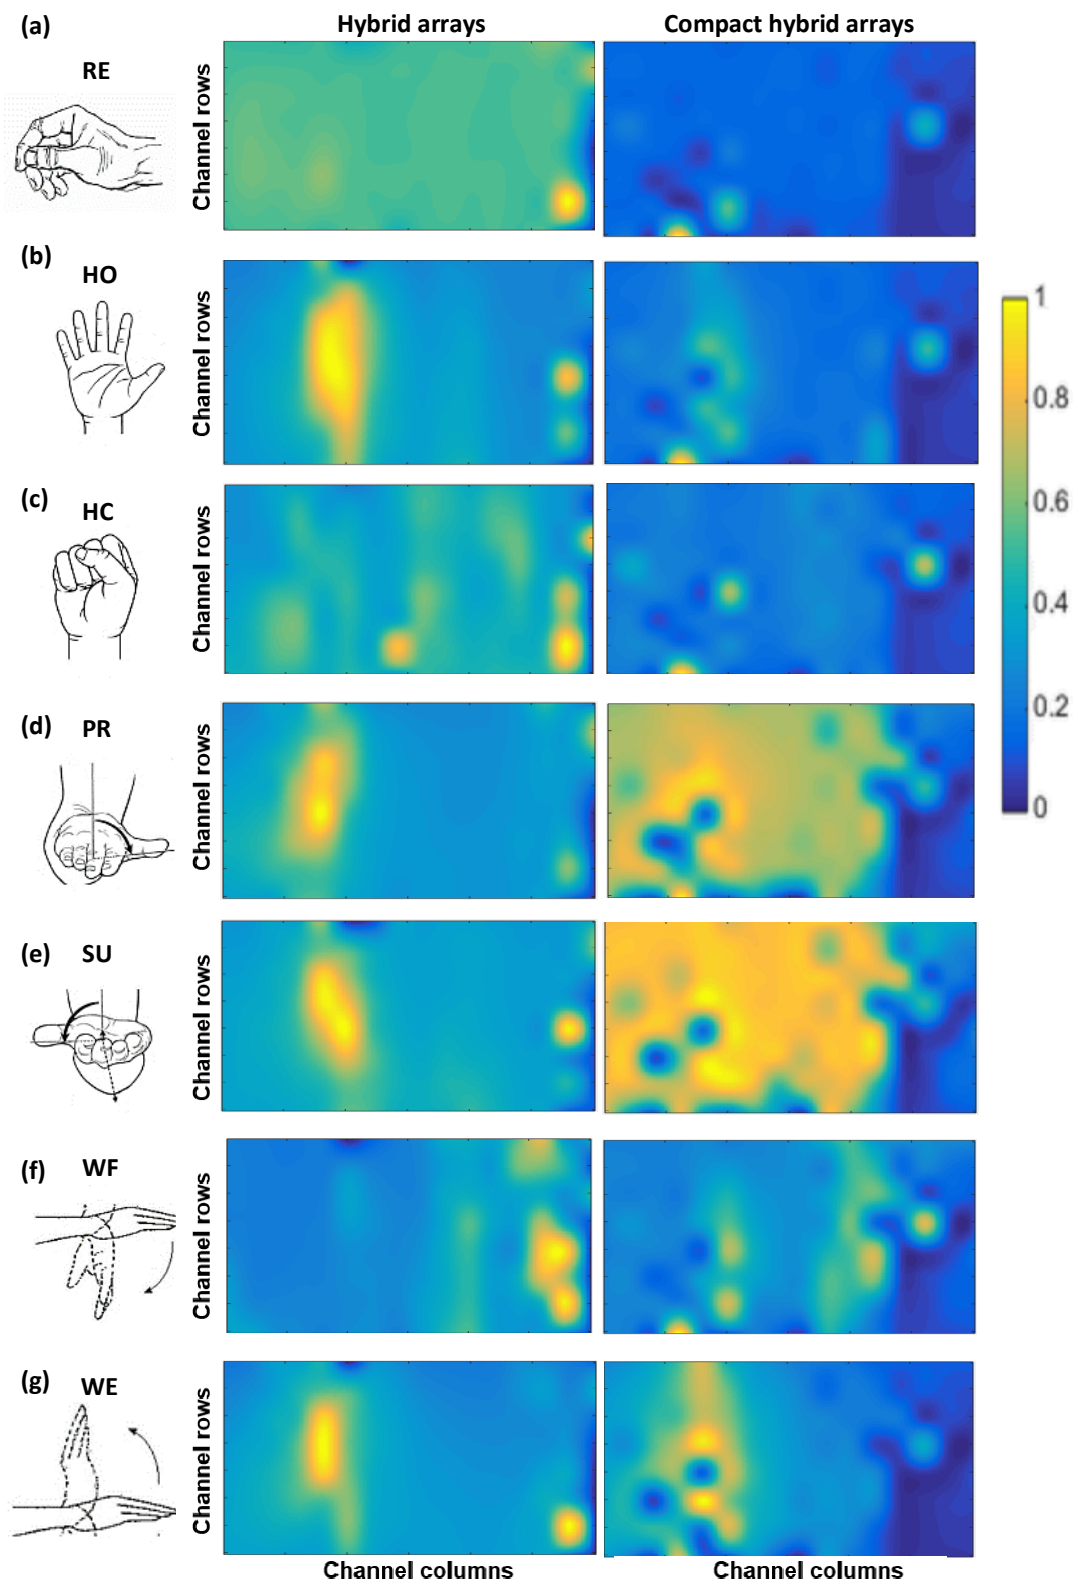 (a)
Hybrid arrays
Compact hybrid arrays
RE
Channel rows
(b)
HO
Channel rows
1
0.8
0.6
0.4
0.2
0
(c)
HC
Channel rows
(d)
PR
Channel rows
(e)
SU
Channel rows
(f)
WF
Channel rows
(g)
WE
Channel rows
Channel columns
Channel columns